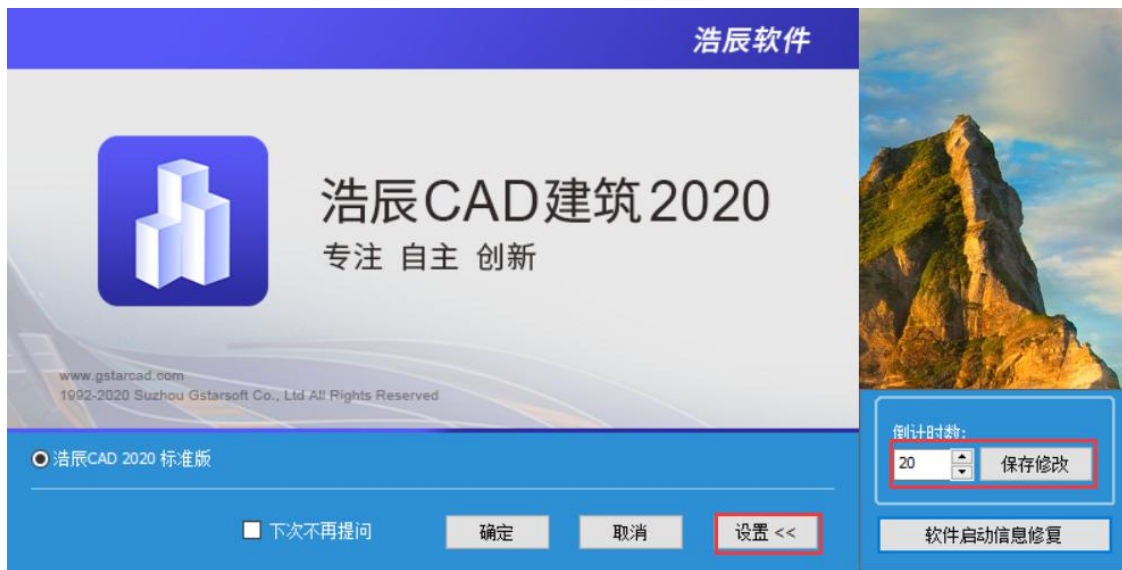 浩辰软件
浩辰CAD建筑2020
专注 自主 创新
www.gstarcad.com
1992-2020 Suzhou Gstarsoft Co., Ltd All Rights Reserved
浩辰CAD 2020 标准版
下次不再提问
确定
取消
设置 <<
倒计时数:
20
保存修改
软件启动信息修复